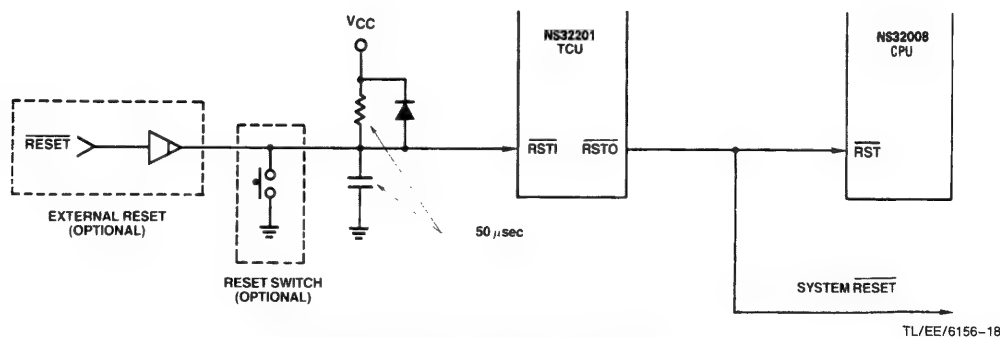 VCC
NS32201
TCU
NS32008
CPU
RESET
RSTI
RSTO
RST
EXTERNAL RESET
(OPTIONAL)
50 μsec
RESET SWITCH
(OPTIONAL)
SYSTEM RESET
TL/EE/6156-18